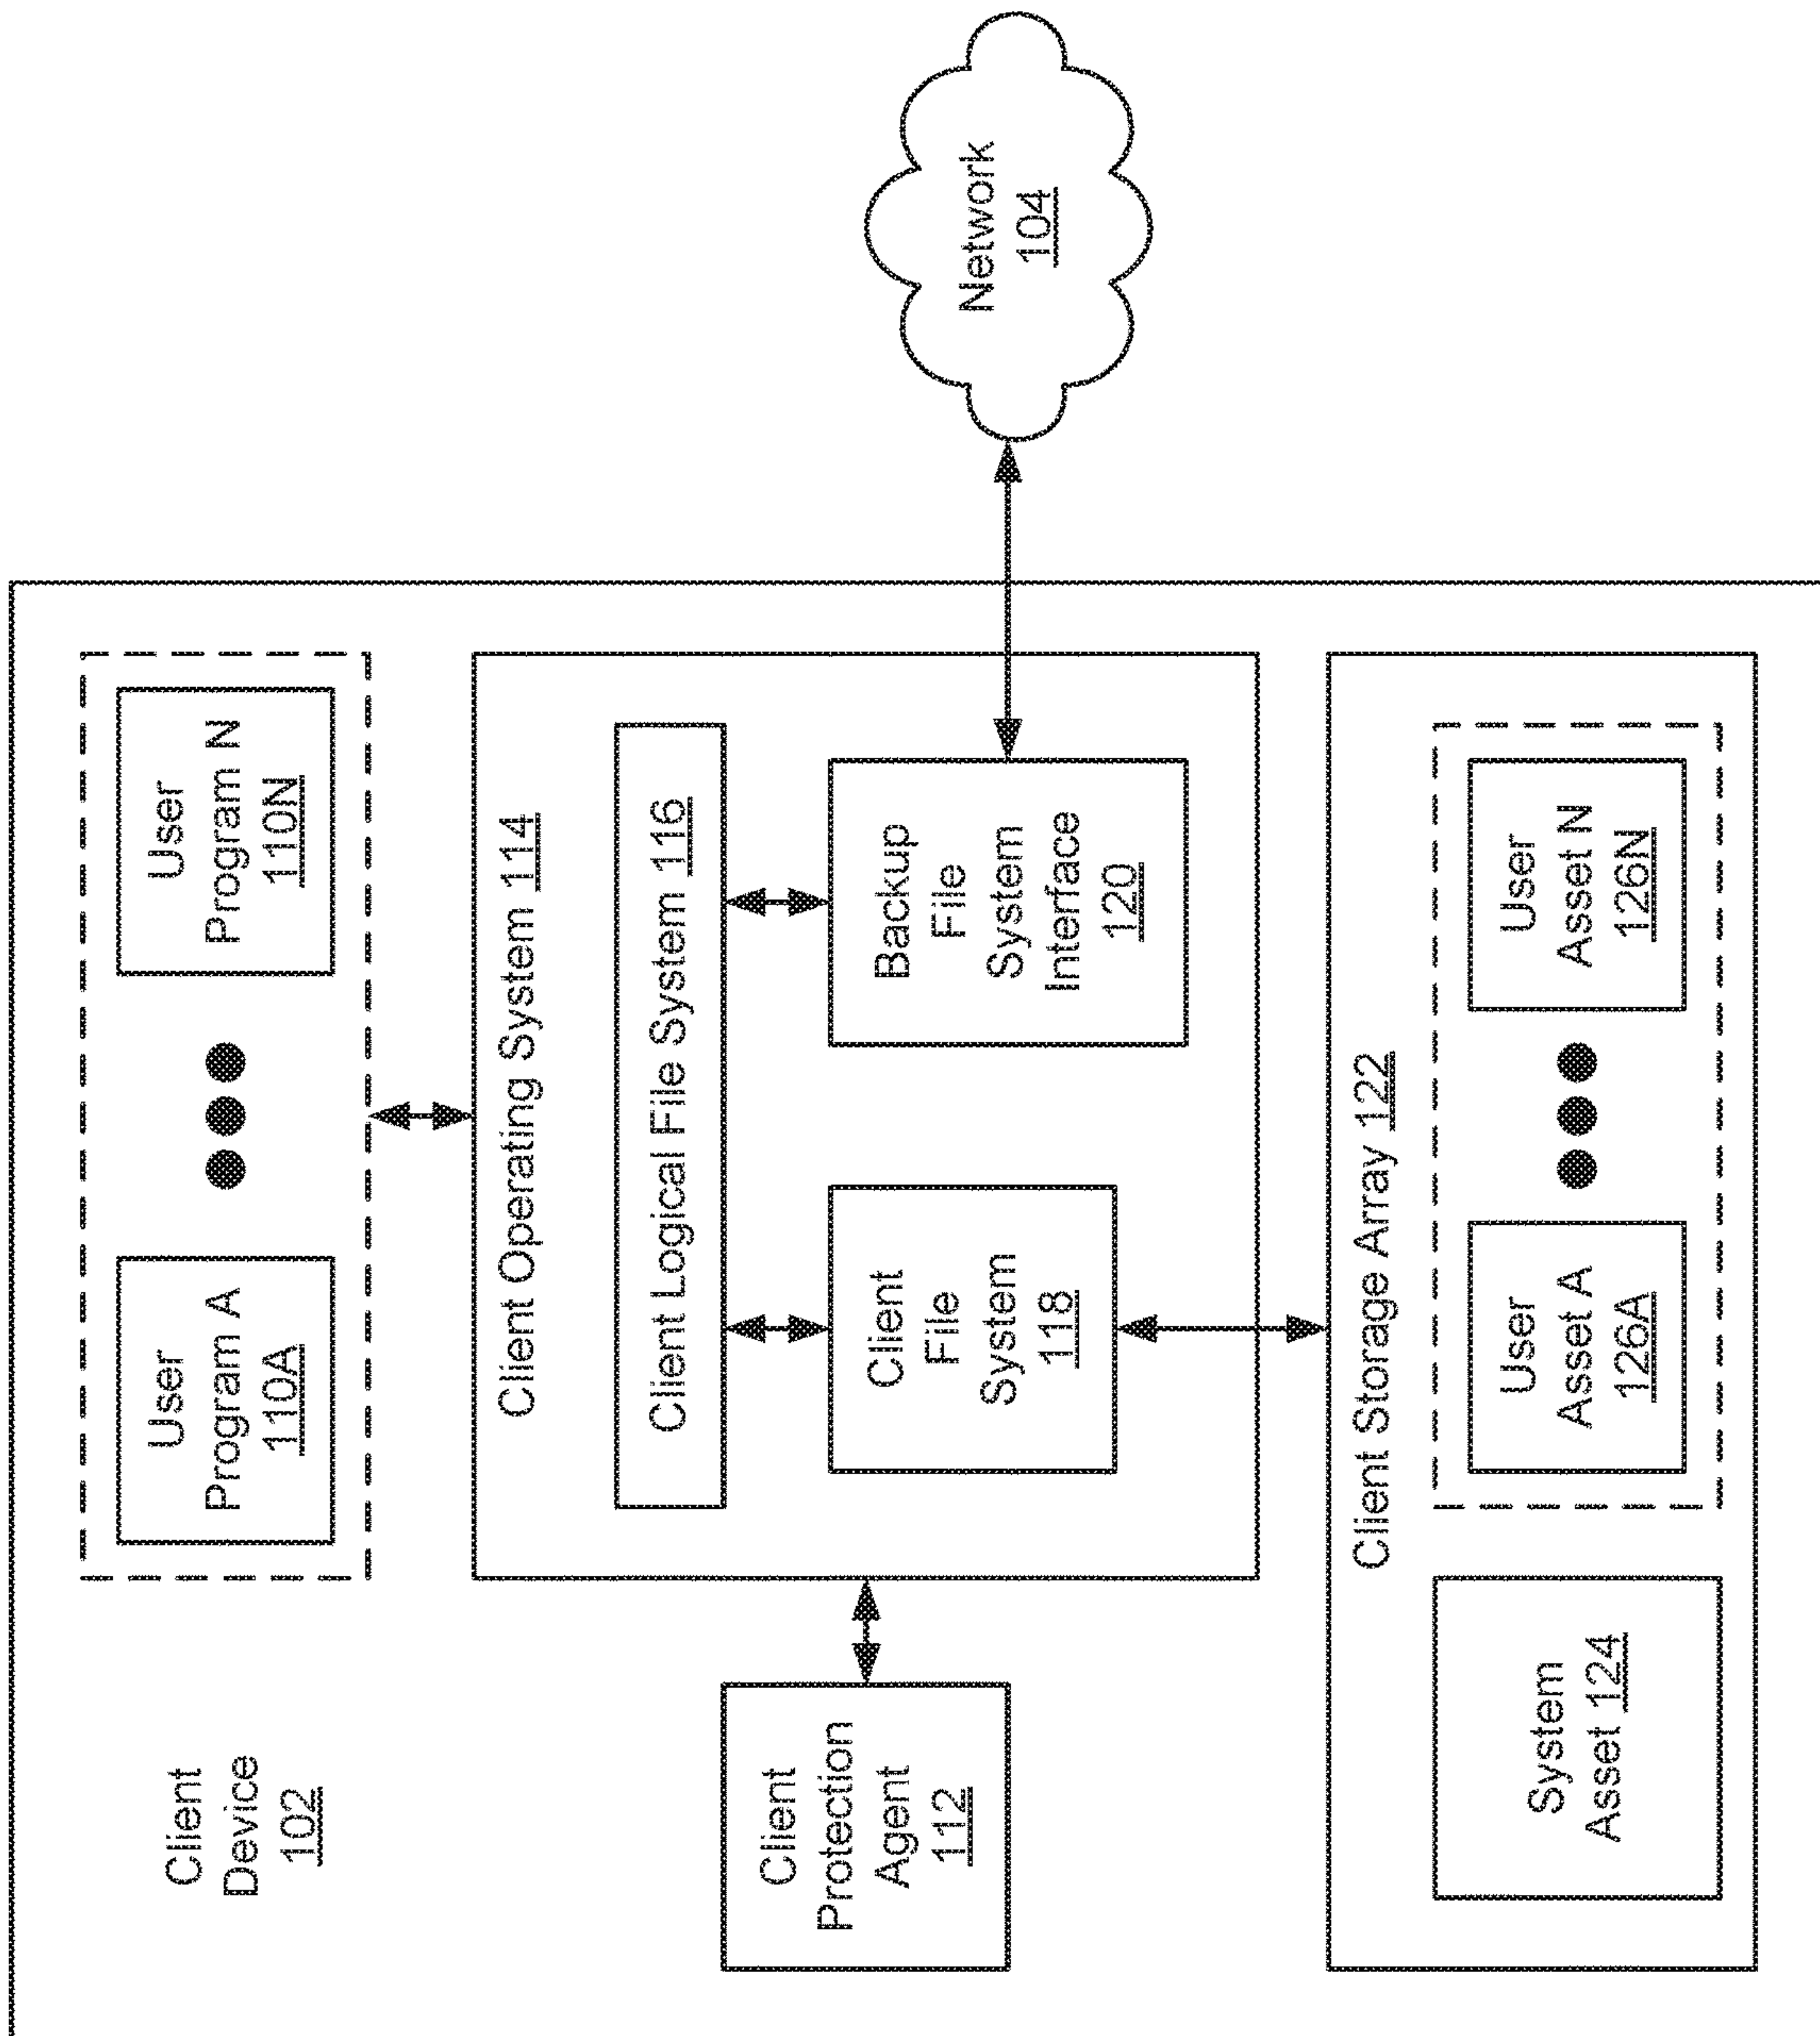 Client
Device
102
User
Program A
110A
User
Program N
110N
Client Protection
Agent
112
Client Operating System 114
Client Logical File System 116
Client
File
System
118
Backup
File
System
Interface
120
Network
104
Client Storage Array 122
System
Asset 124
User
Asset A
126A
User
Asset N
126N